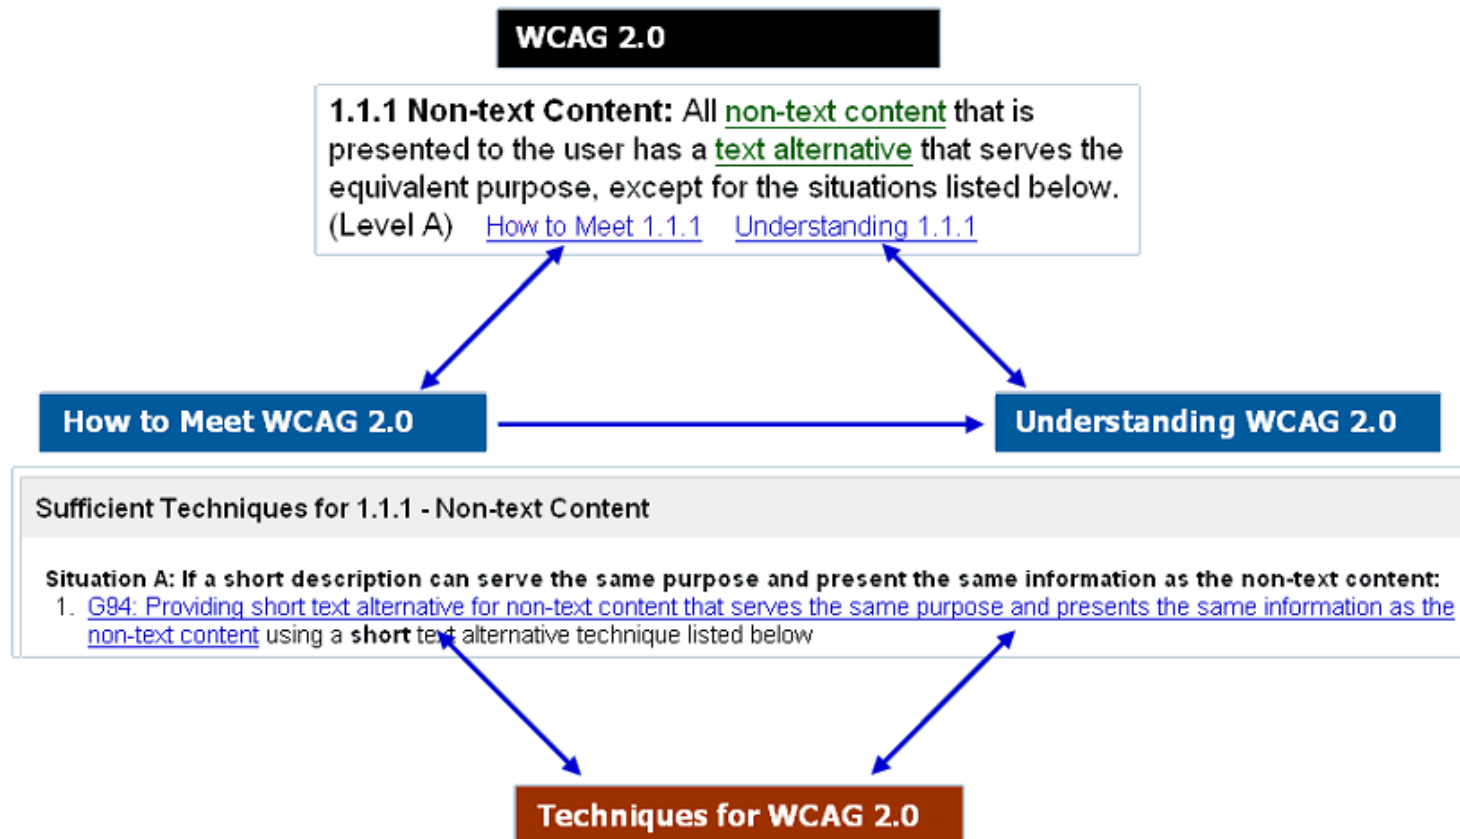 WCAG 2.0
1.1.1 Non-text Content: All non-text content that is
presented to the user has a text alternative that serves the
equivalent purpose, except for the situations listed below.
(Level A) How to Meet 1.1.1 Understanding 1.1.1
How to Meet WCAG 2.0
Understanding WCAG 2.0
Sufficient Techniques for 1.1.1 - Non-text Content
Situation A: If a short description can serve the same purpose and present the same information as the non-text content:
1. G94: Providing short text alternative for non-text content that serves the same purpose and presents the same information as the
non-text content using a short text alternative technique listed below
Techniques for WCAG 2.0